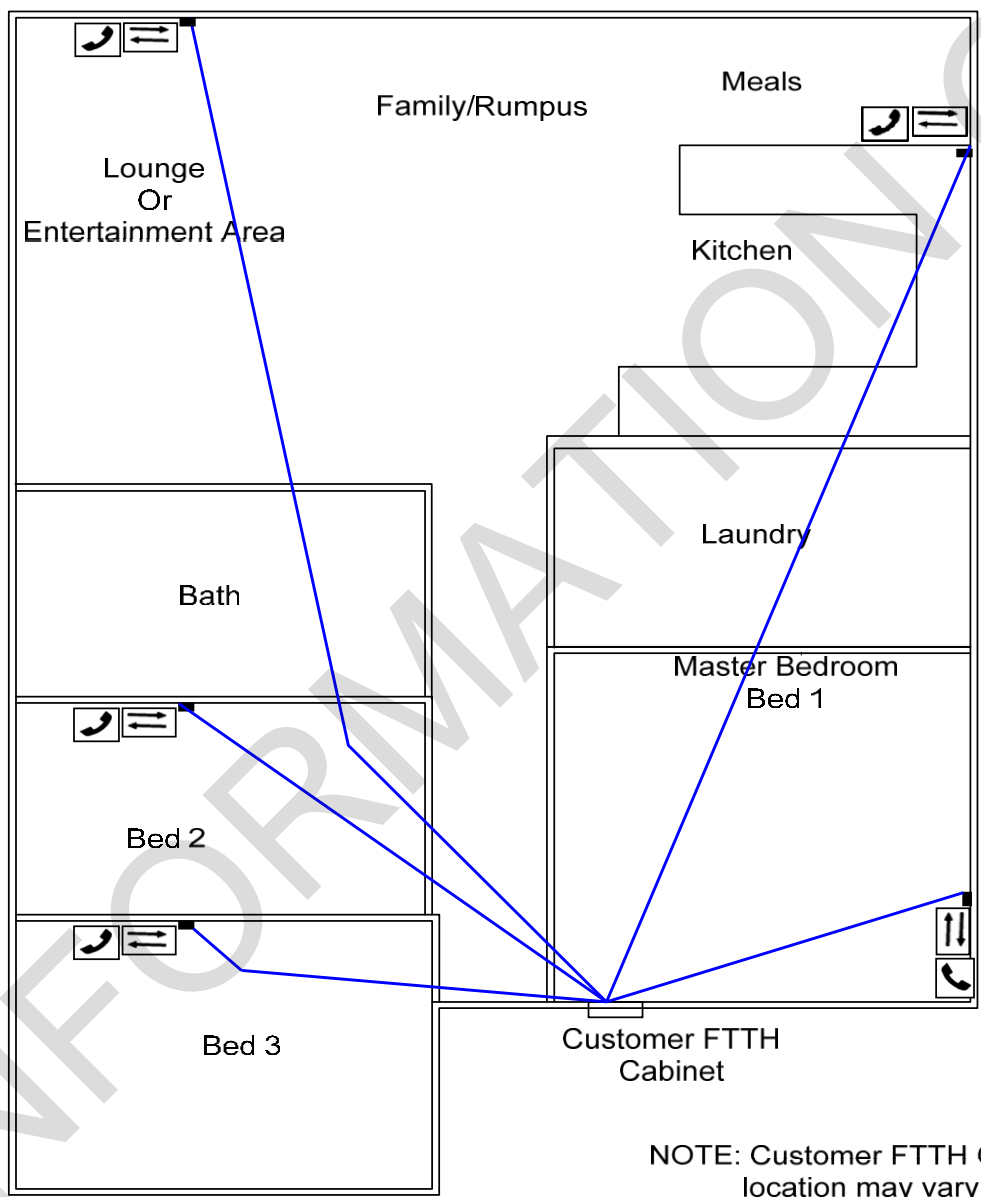 Meals
Family/Rumpus
Lounge
Or
Entertainment Area
Kitchen
Laundry
Bath
Master Bedroom
Bed 1
Bed 2
Bed 3
Customer FTTH
Cabinet
NOTE: Customer FTTH
location may vary
INFORMATION